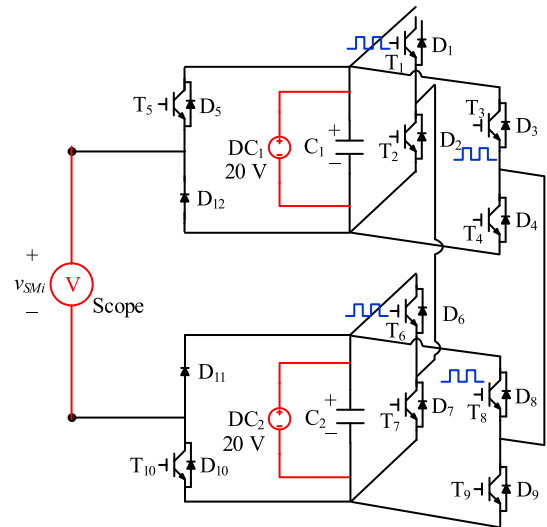 D₁
T₁
T₅
D₅
DC₁
20 V
+
−
C₁
+
−
T₂
D₂
T₃
D₃
T₄
D₄
D₁₂
+
vSMi
−
V
Scope
D₆
T₆
D₁₁
DC₂
20 V
+
−
C₂
+
−
T₇
D₇
T₈
D₈
T₁₀
D₁₀
T₉
D₉